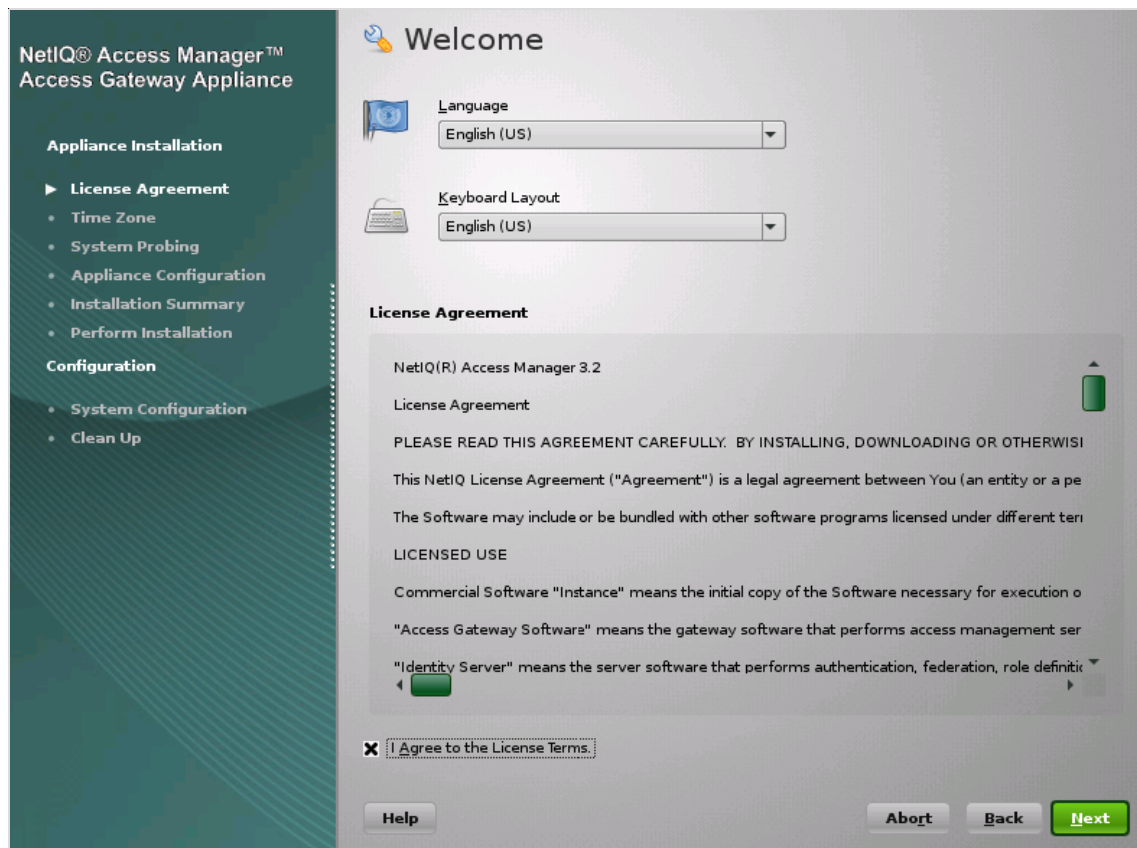 NetIQ® Access Manager™
Access Gateway Appliance
Appliance Installation
License Agreement
Time Zone
System Probing
Appliance Configuration
Installation Summary
Perform Installation
Configuration
System Configuration
Clean Up
Welcome
Language
English (US)
Keyboard Layout
English (US)
License Agreement
NetIQ(R) Access Manager 3.2
License Agreement
PLEASE READ THIS AGREEMENT CAREFULLY.  BY INSTALLING, DOWNLOADING OR OTHERWISI
This NetIQ License Agreement ("Agreement") is a legal agreement between You (an entity or a pe
The Software may include or be bundled with other software programs licensed under different teri
LICENSED USE
Commercial Software "Instance" means the initial copy of the Software necessary for execution o
"Access Gateway Software" means the gateway software that performs access management ser
"Identity Server" means the server software that performs authentication, federation, role definitic
I Agree to the License Terms.
Help
Abort
Back
Next